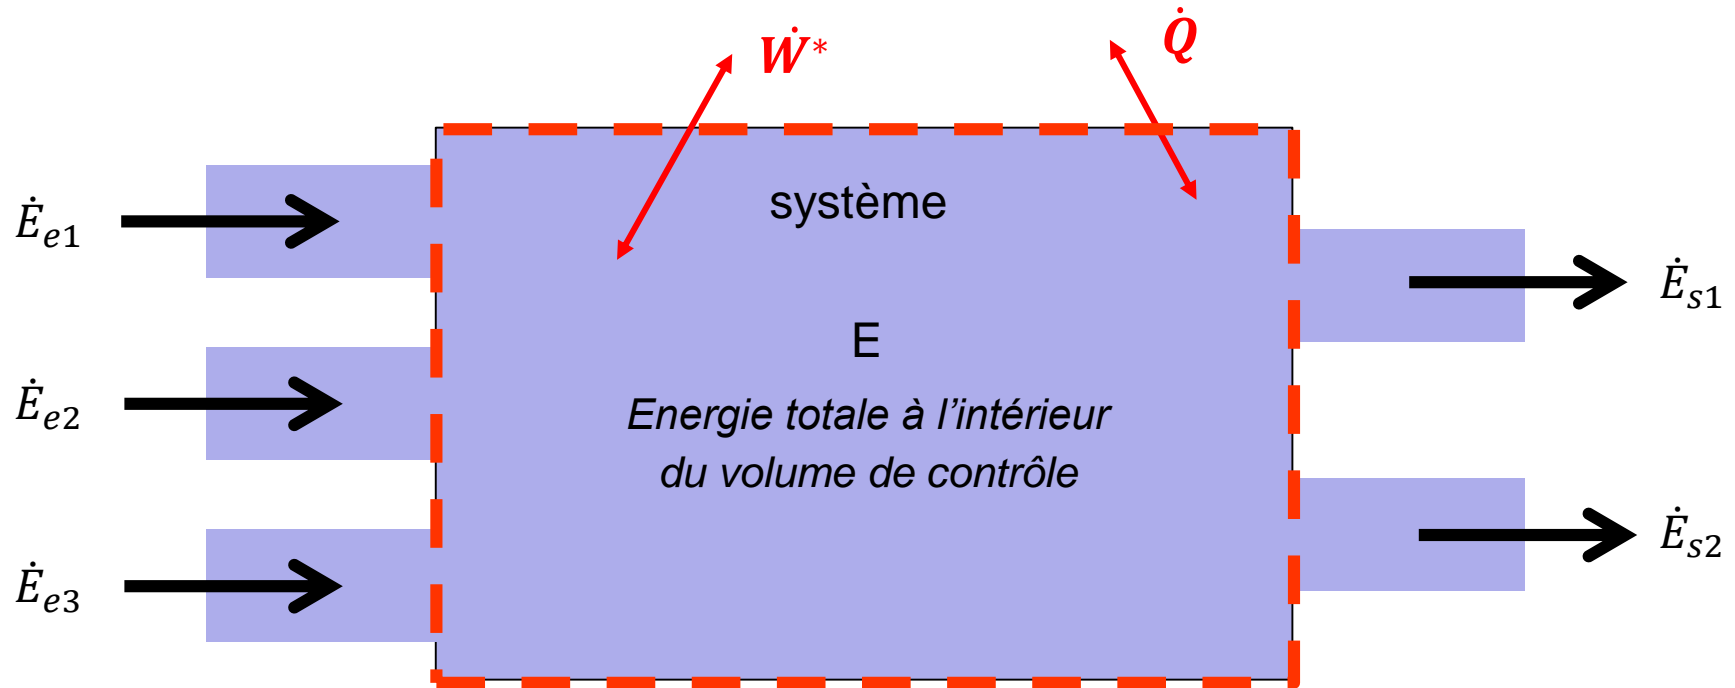 Ẇ*
Q̇
Ė_e1
système
Ė_s1
E
Ė_e2
Energie totale à l'intérieur
du volume de contrôle
Ė_s2
Ė_e3